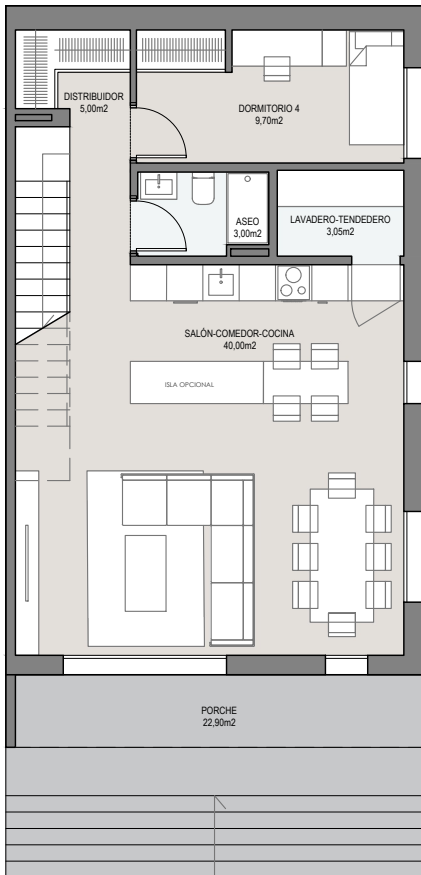 DISTRIBUIDOR
5,00m2
DORMITORIO 4
9,70m2
ASEO
3,00m2
LAVADERO-TENDEDERO
3,05m2
SALÓN-COMEDOR-COCINA
40,00m2
ISLA OPCIONAL
PORCHE
22,90m2